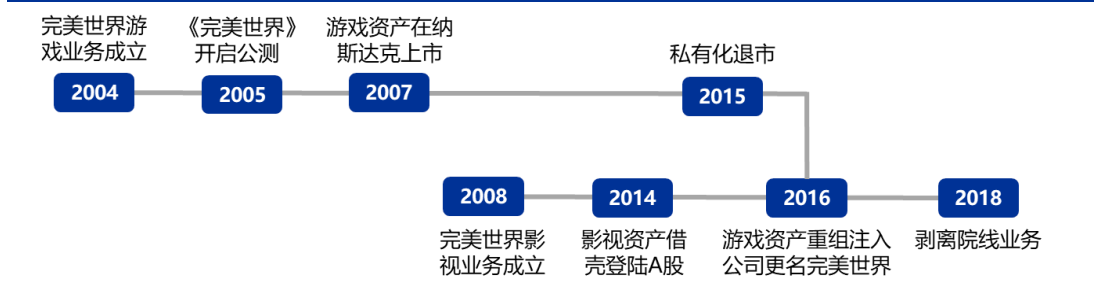 完美世界游
戏业务成立
《完美世界》
开启公测
游戏资产在纳
斯达克上市
私有化退市
2004
2005
2007
2015
2008
2014
2016
2018
完美世界影
视业务成立
影视资产借
壳登陆A股
游戏资产重组注入
公司更名完美世界
剥离院线业务